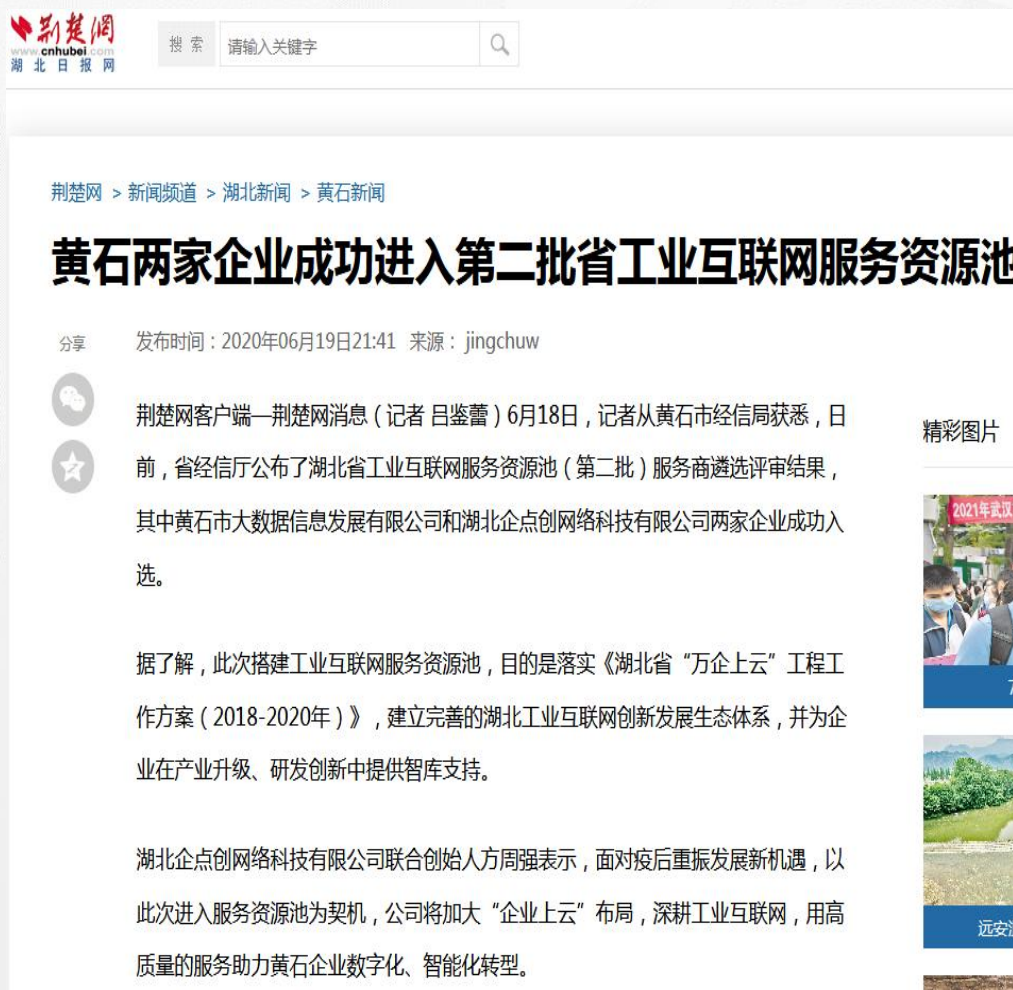 荆楚网
www.cnhubei.com
湖北日报网
搜 索
请输入关键字
荆楚网 > 新闻频道 > 湖北新闻 > 黄石新闻
黄石两家企业成功进入第二批省工业互联网服务资源池
分享
发布时间：2020年06月19日21:41 来源： jingchuw
荆楚网客户端—荆楚网消息（记者 吕鉴蕾）6月18日，记者从黄石市经信局获悉，日
前，省经信厅公布了湖北省工业互联网服务资源池（第二批）服务商遴选评审结果，
其中黄石市大数据信息发展有限公司和湖北企点创网络科技有限公司两家企业成功入
选。
精彩图片
2021年武汉
据了解，此次搭建工业互联网服务资源池，目的是落实《湖北省“万企上云”工程工
作方案（2018-2020年）》，建立完善的湖北工业互联网创新发展生态体系，并为企
业在产业升级、研发创新中提供智库支持。
湖北企点创网络科技有限公司联合创始人方周强表示，面对疫后重振发展新机遇，以
此次进入服务资源池为契机，公司将加大“企业上云”布局，深耕工业互联网，用高
质量的服务助力黄石企业数字化、智能化转型。
远安